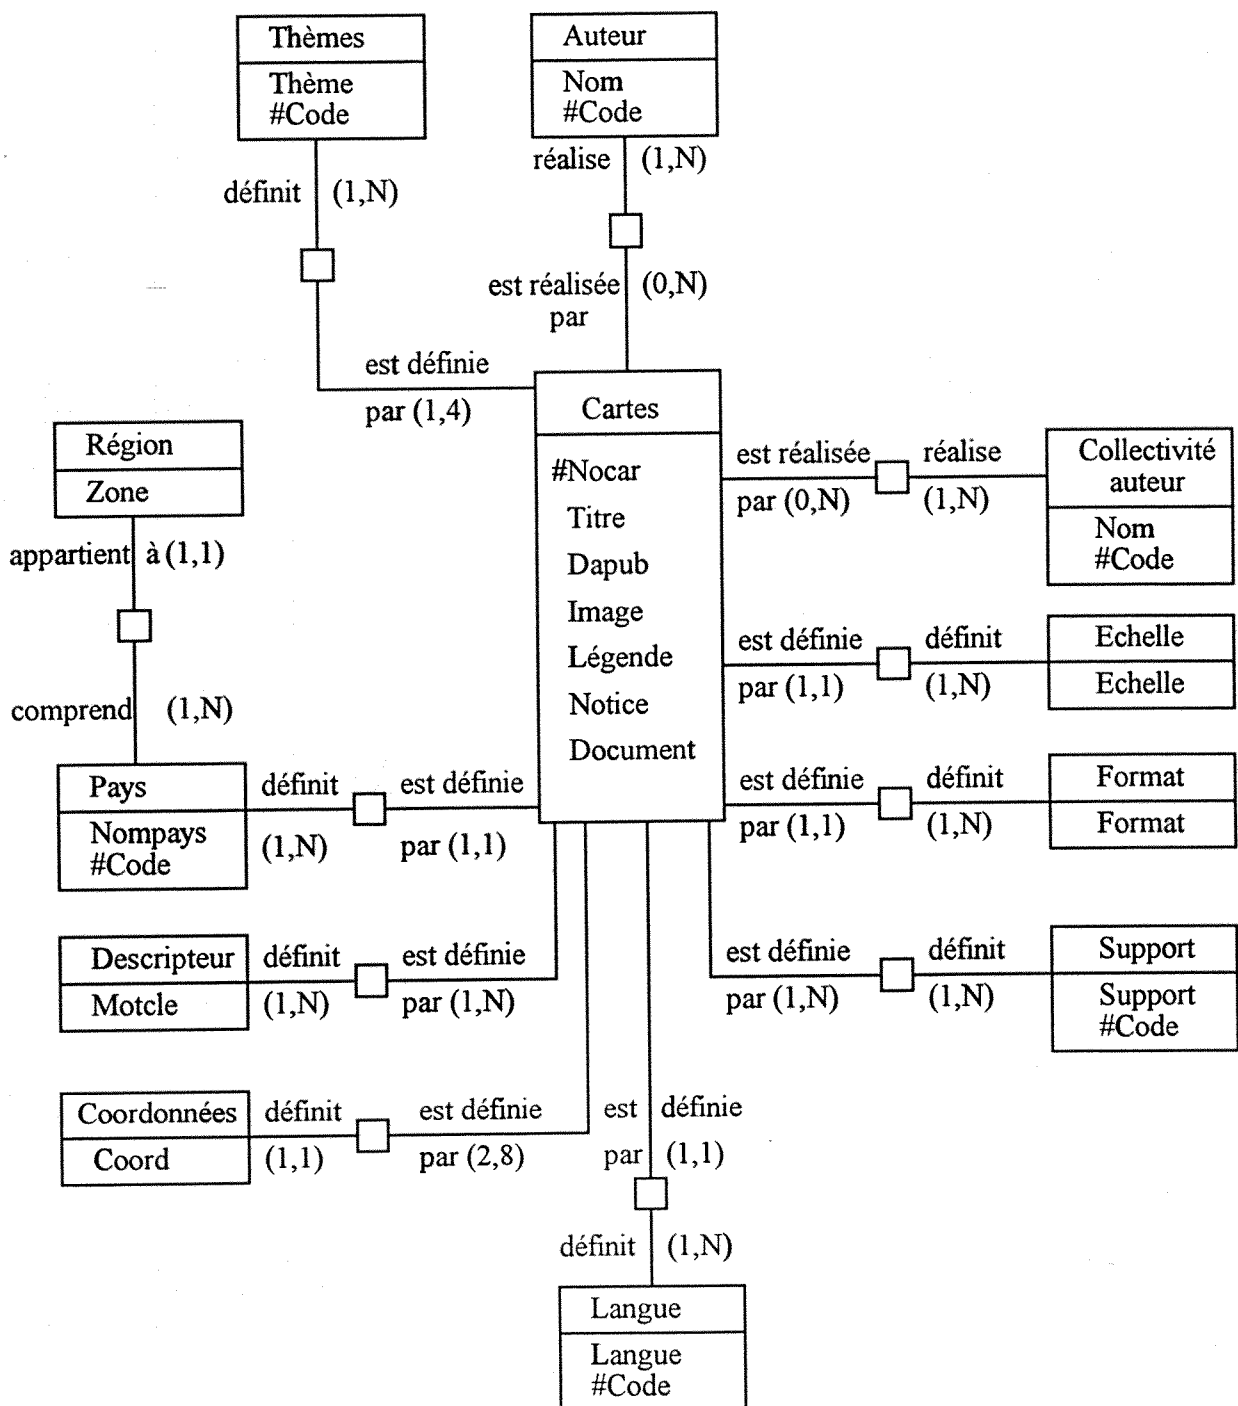 Thèmes
Thème
#Code
Auteur
Nom
#Code
définit (1,N)
réalise (1,N)
est réalisée (0,N)
par
est définie
par (1,4)
Région
Zone
appartient à (1,1)
comprend (1,N)
Cartes
#Nocar
Titre
Dapub
Image
Légende
Notice
Document
est réalisée
par (0,N)
réalise
(1,N)
Collectivité
auteur
Nom
#Code
est définie
par (1,1)
définit
(1,N)
Echelle
Echelle
Pays
Nompays
#Code
définit
(1,N)
est définie
par (1,1)
est définie
par (1,1)
définit
(1,N)
Format
Format
Descripteur
Motcle
définit
(1,N)
est définie
par (1,N)
est définie
par (1,N)
définit
(1,N)
Support
Support
#Code
Coordonnées
Coord
définit
(1,1)
est définie
par (2,8)
est définie
par (1,1)
définit (1,N)
Langue
Langue
#Code